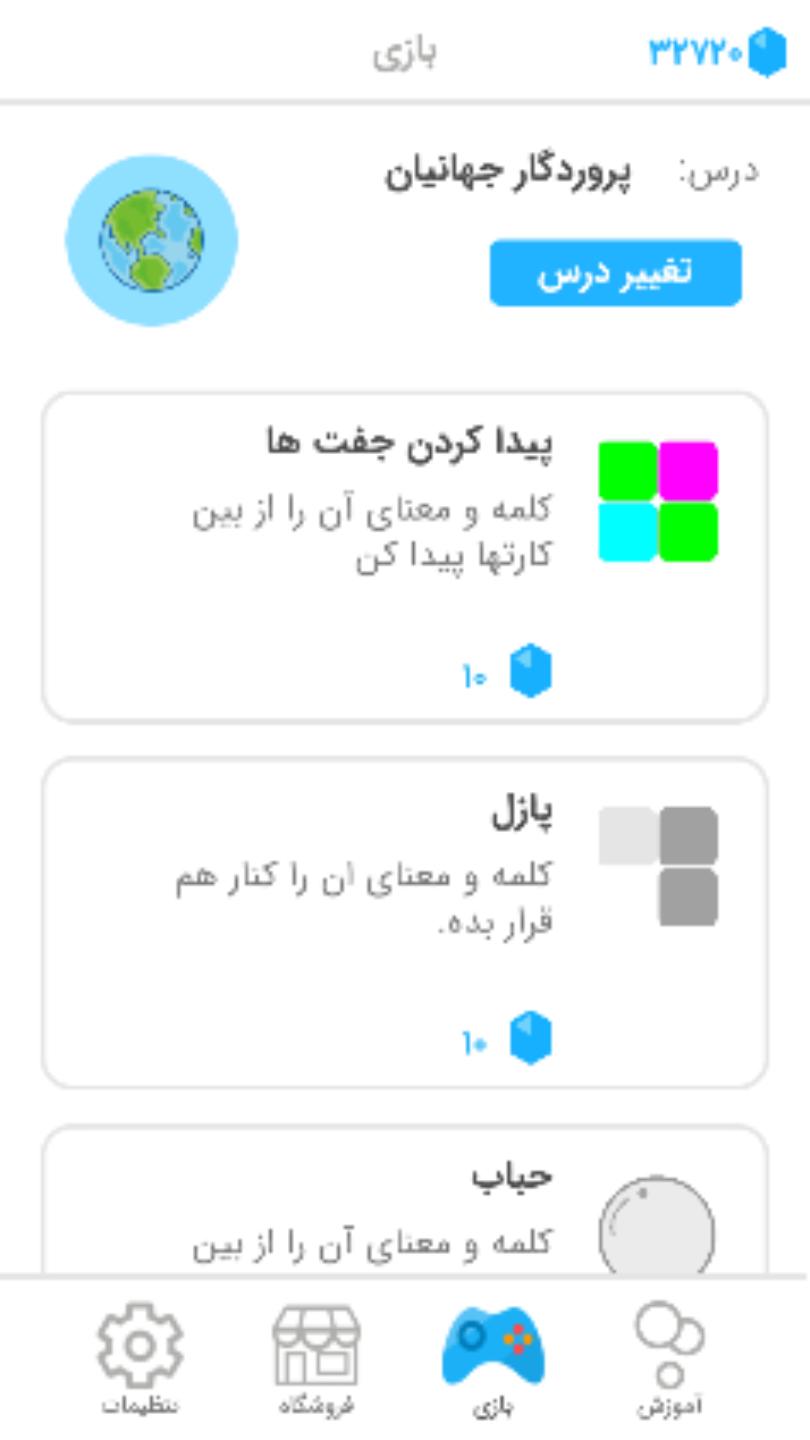 بازی
۳۲۷۲۰
درس: پروردگار جهانیان
تغییر درس
پیدا کردن جفت ها
کلمه و معنای آن را از بین
کارتها پیدا کن
۱۰
پازل
کلمه و معنای ان را کنار هم
قرار بده.
۱۰
حباب
کلمه و معنای آن را از بین
آموزش
بازی
فروشگاه
تنظیمات